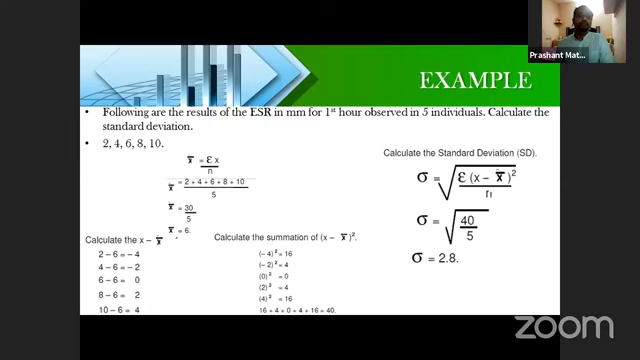 Prashant Mat...
EXAMPLE
• Following are the results of the ESR in mm for 1st hour observed in 5 individuals. Calculate the
standard deviation.
• 2, 4, 6, 8, 10.
x̄ = Ɛ x
n
x̄ = 2 + 4 + 6 + 8 + 10
5
x̄ = 30
5
x̄ = 6.
Calculate the x – x̄
2 – 6 = – 4
4 – 6 = – 2
6 – 6 = 0
8 – 6 = 2
10 – 6 = 4
Calculate the summation of (x – x̄)².
(– 4)² = 16
(– 2)² = 4
(0)² = 0
(2)² = 4
(4)² = 16
16 + 4 + 0 + 4 + 16 = 40.
Calculate the Standard Deviation (SD).
σ = √ Ɛ (x – x̄)²
n
σ = √ 40
5
σ = 2.8.
zoom